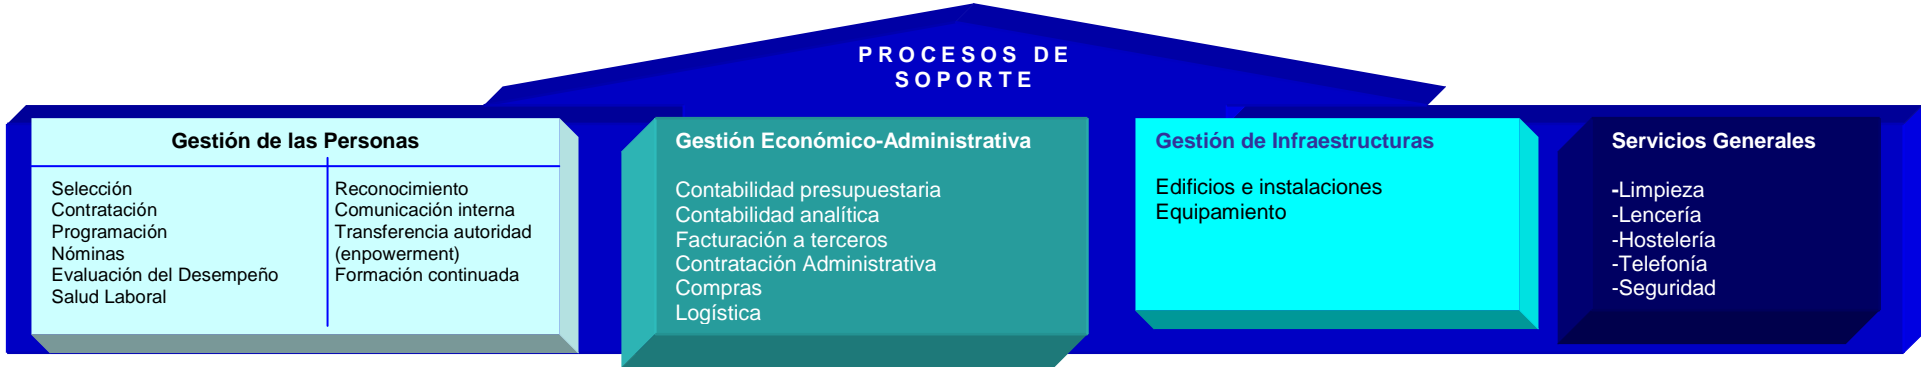 PROCESOS DE
SOPORTE
Gestión de las Personas
Selección
Contratación
Programación
Nóminas
Evaluación del Desempeño
Salud Laboral
Reconocimiento
Comunicación interna
Transferencia autoridad
(enpowerment)
Formación continuada
Gestión Económico-Administrativa
Contabilidad presupuestaria
Contabilidad analítica
Facturación a terceros
Contratación Administrativa
Compras
Logística
Gestión de Infraestructuras
Edificios e instalaciones
Equipamiento
Servicios Generales
-Limpieza
-Lencería
-Hostelería
-Telefonía
-Seguridad